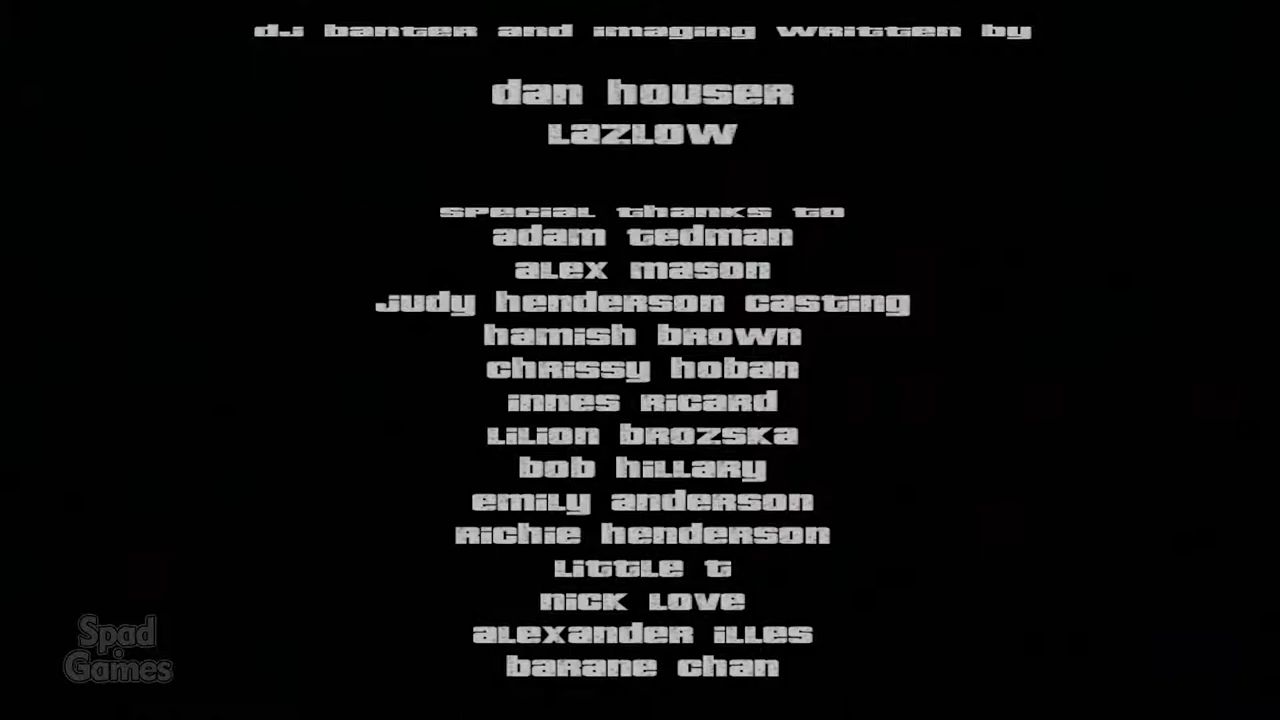 DJ banter and imaging written by
Dan Houser
Lazlow
Special thanks to
Adam Tedman
Alex Mason
Judy Henderson Casting
Hamish Brown
Chrissy Hoban
Innes Ricard
Lilion Brozska
Bob Hillary
Emily Anderson
Richie Henderson
Little T
Nick Love
Alexander Illes
Barane Chan
Spad
Games